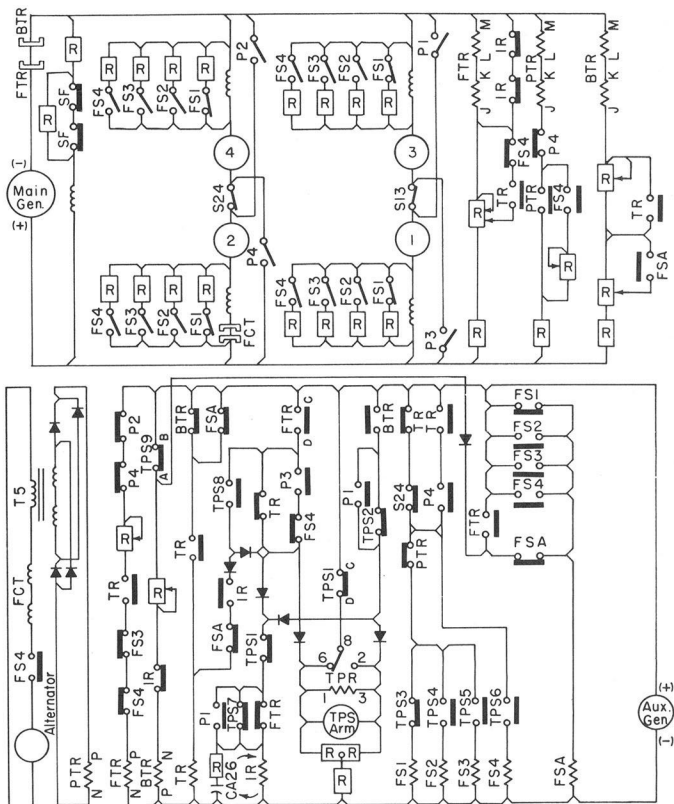 BTR
FTR
R
R
SF
SF
(-)
Main
Gen.
(+)
R
R
R
R
FS4
FS3
FS2
FS1
4
S24
2
P2
P4
R
R
R
R
FS4
FS3
FS2
FS1
FCT
R
R
R
R
FS4
FS3
FS2
FS1
3
S13
1
P1
P3
R
R
R
R
FS4
FS3
FS2
FS1
FTR
J
K
L
M
IR
IR
FS4
TR
R
R
PTR
J
K
L
M
P4
PTR
FS4
R
R
BTR
J
K
L
M
R
TR
FSA
R
R
T5
FCT
FS4
Alternator
PTR
N
P
P2
P4
R
TR
FS3
FS4
FTR
N
P
TPS9
A
B
R
IR
BTR
P
N
BTR
TR
TR
FSA
TPS8
TR
IR
FSA
TPS1
P1
TPS7
FTR
R
CA26
IR
FTR
C
D
P3
FS4
TPS1
C
D
8
6
2
TPR
1
3
TPS
Arm
R
R
R
BTR
P1
TPS2
TR
TR
S24
P4
PTR
TPS3
TPS4
TPS5
TPS6
FS1
FS2
FS3
FS4
FS1
FS2
FS3
FS4
FTR
FSA
FSA
(+)
Aux.
Gen
(-)